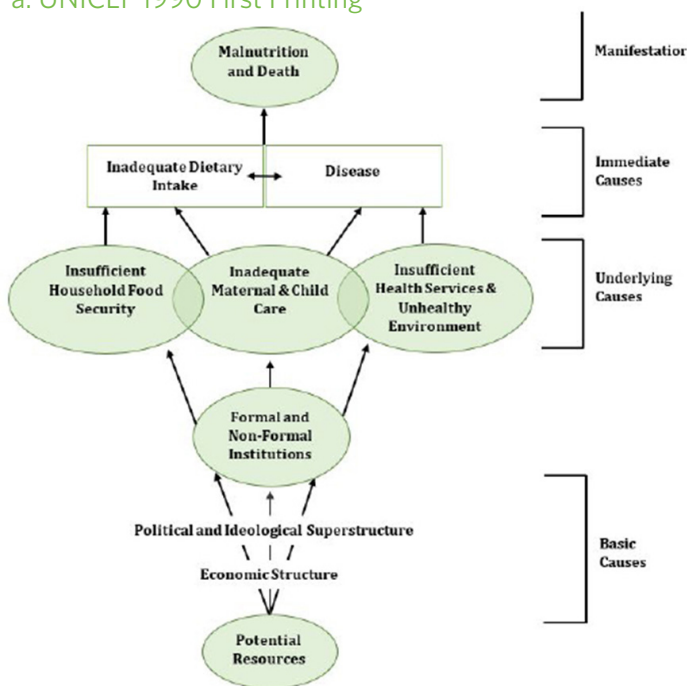 a. UNICEF 1990 First Printing
Malnutrition
and Death
Manifestation
Inadequate Dietary
Intake
Disease
Immediate
Causes
Insufficient
Household Food
Security
Inadequate
Maternal & Child
Care
Insufficient
Health Services &
Unhealthy
Environment
Underlying
Causes
Formal and
Non-Formal
Institutions
Political and Ideological Superstructure
Economic Structure
Basic
Causes
Potential
Resources